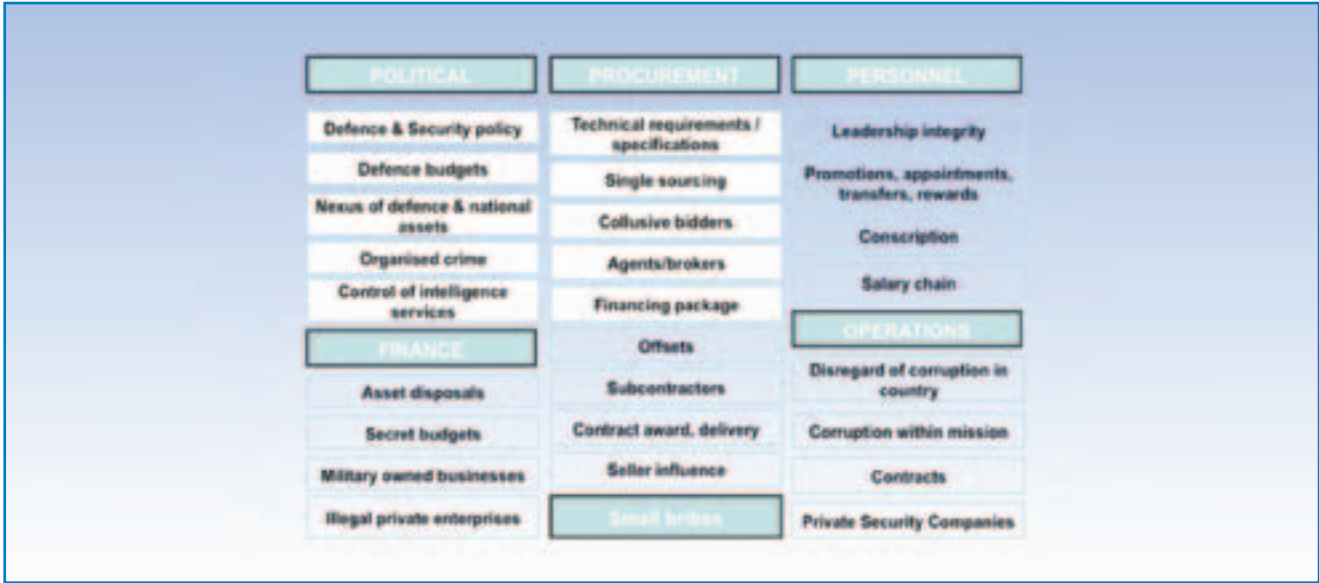 POLITICAL
Defence & Security policy
Defence budgets
Nexus of defence & national
assets
Organised crime
Control of intelligence
services
FINANCE
Asset disposals
Secret budgets
Military owned businesses
Illegal private enterprises
PROCUREMENT
Technical requirements /
specifications
Single sourcing
Collusive bidders
Agents/brokers
Financing package
Offsets
Subcontractors
Contract award, delivery
Seller influence
Small bribes
PERSONNEL
Leadership integrity
Promotions, appointments,
transfers, rewards
Conscription
Salary chain
OPERATIONS
Disregard of corruption in
country
Corruption within mission
Contracts
Private Security Companies